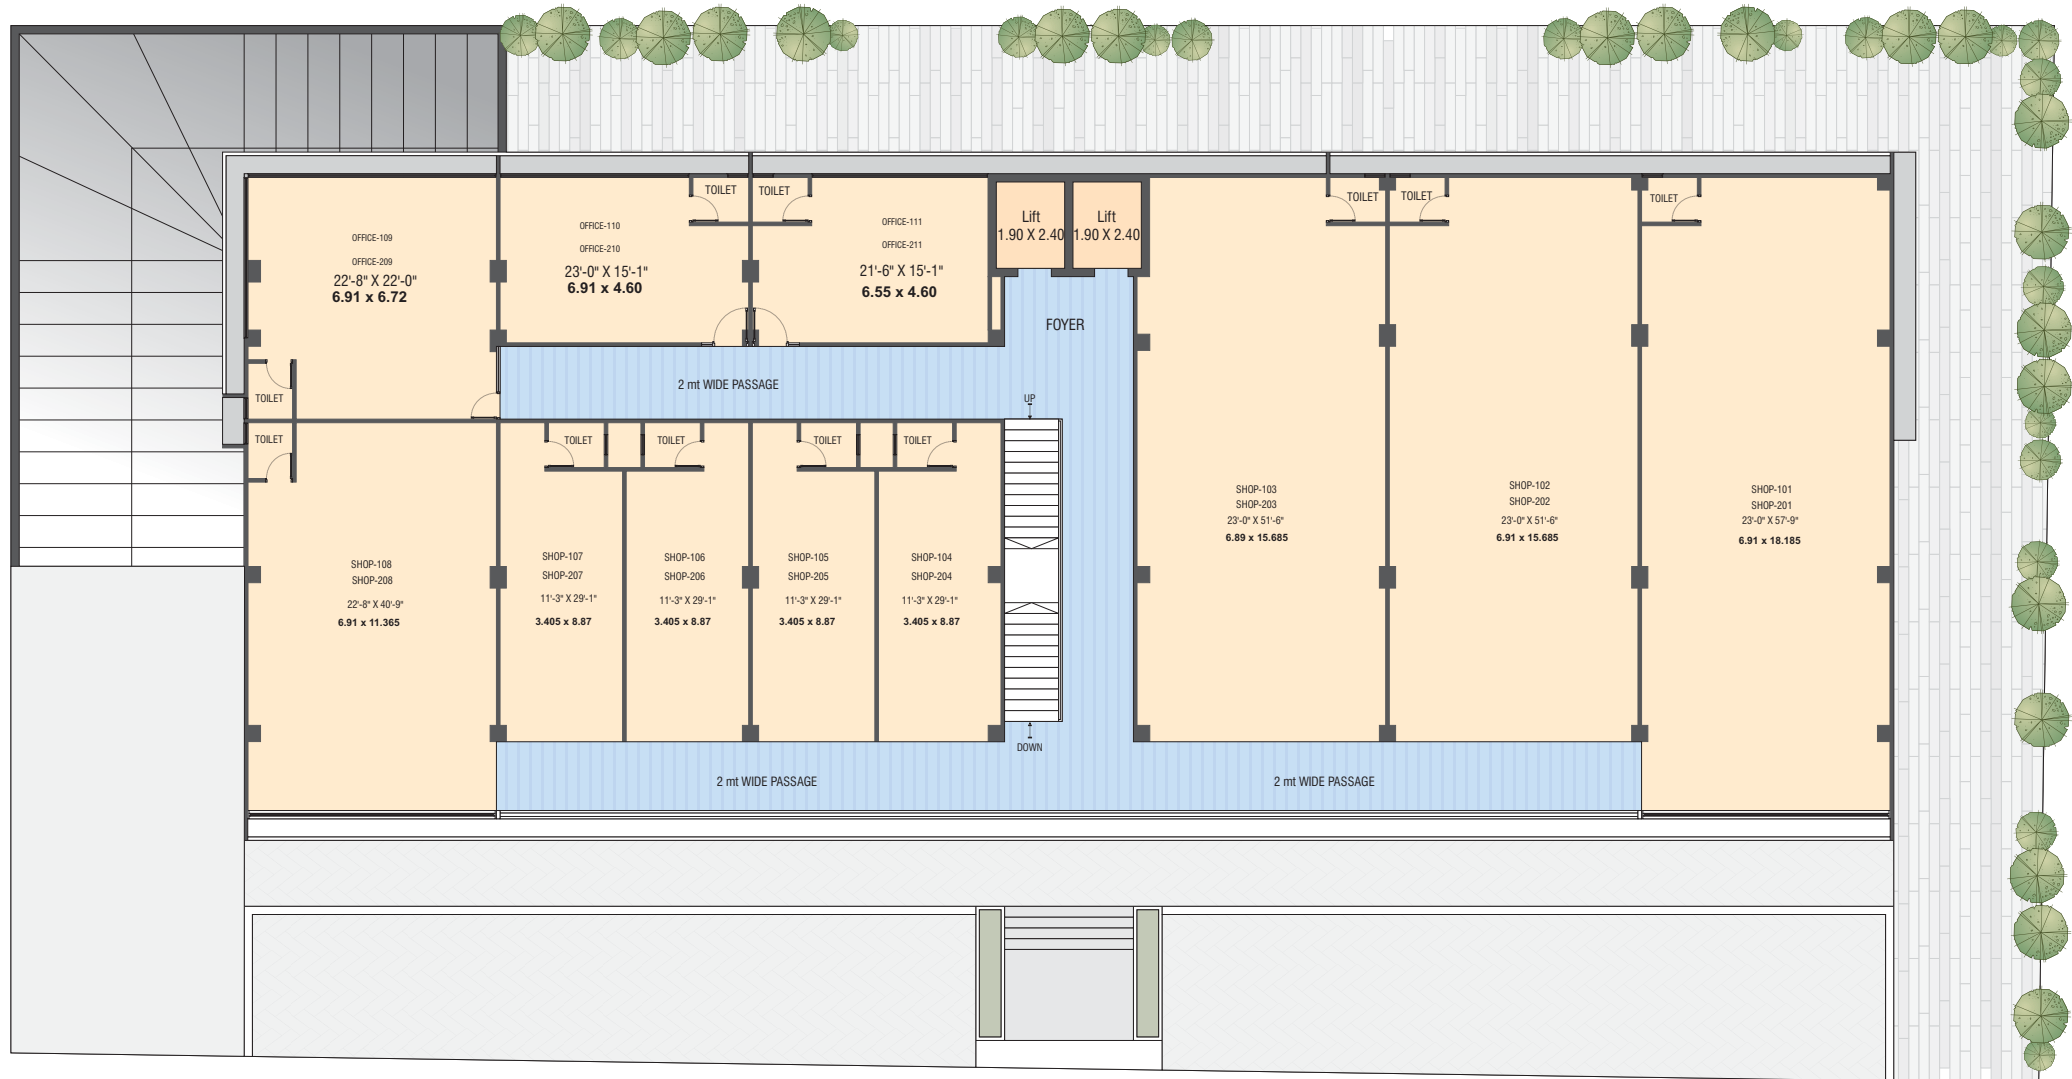 TOILET
TOILET
OFFICE-109
OFFICE-209
22'-8" X 22'-0"
6.91 x 6.72
OFFICE-110
OFFICE-210
23'-0" X 15'-1"
6.91 x 4.60
OFFICE-111
OFFICE-211
21'-6" X 15'-1"
6.55 x 4.60
Lift
1.90 X 2.40
Lift
1.90 X 2.40
TOILET
TOILET
TOILET
FOYER
2 mt WIDE PASSAGE
UP
TOILET
TOILET
TOILET
TOILET
TOILET
TOILET
SHOP-108
SHOP-208
22'-8" X 40'-9"
6.91 x 11.365
SHOP-107
SHOP-207
11'-3" X 29'-1"
3.405 x 8.87
SHOP-106
SHOP-206
11'-3" X 29'-1"
3.405 x 8.87
SHOP-105
SHOP-205
11'-3" X 29'-1"
3.405 x 8.87
SHOP-104
SHOP-204
11'-3" X 29'-1"
3.405 x 8.87
SHOP-103
SHOP-203
23'-0" X 51'-6"
6.89 x 15.685
SHOP-102
SHOP-202
23'-0" X 51'-6"
6.91 x 15.685
SHOP-101
SHOP-201
23'-0" X 57'-9"
6.91 x 18.185
DOWN
2 mt WIDE PASSAGE
2 mt WIDE PASSAGE